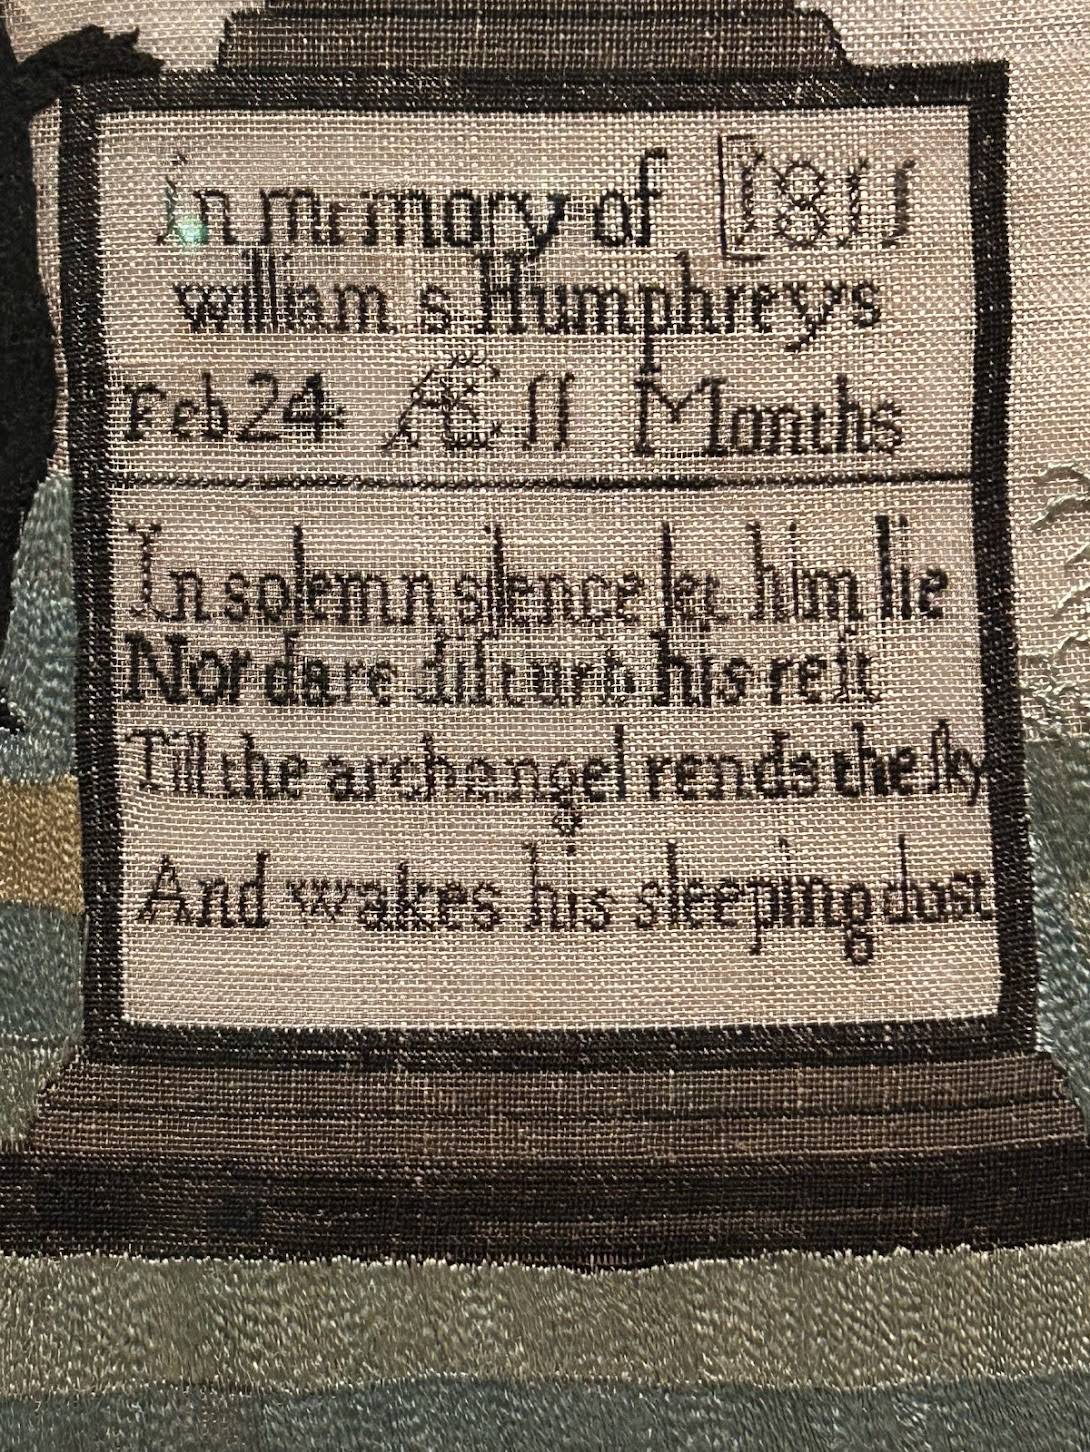 In memory of [1811
william s Humphreys
Feb 24 Æ 11 Months
In solemn silence let him lie
Nor dare diſturb his reſt
Till the archangel rends the ſky
And wakes his sleeping dust